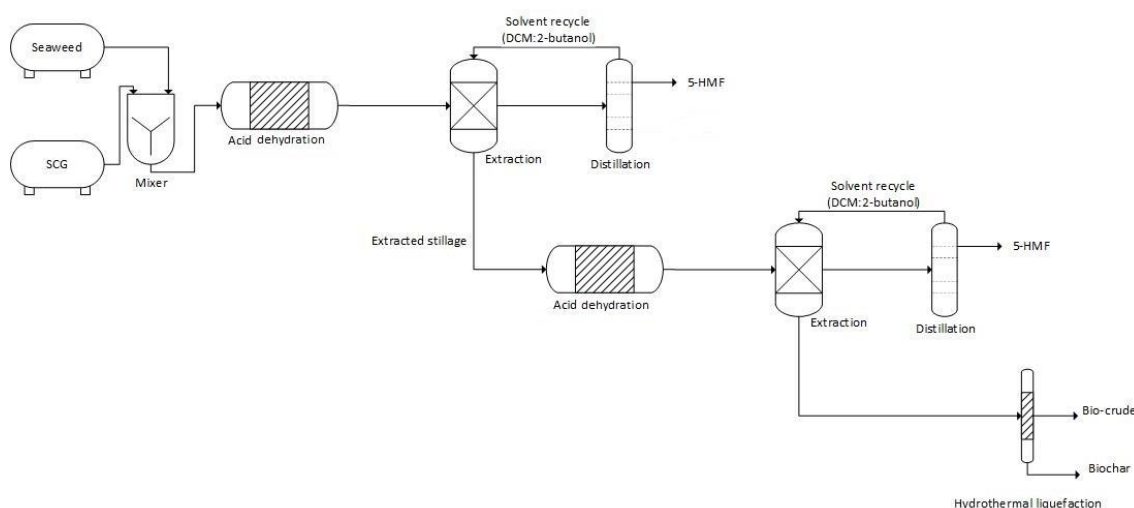 Solvent recycle
(DCM:2-butanol)
Seaweed
5-HMF
SCG
Mixer
Acid dehydration
Extraction
Distillation
Solvent recycle
(DCM:2-butanol)
Extracted stillage
5-HMF
Acid dehydration
Extraction
Distillation
Bio-crude
Biochar
Hydrothermal liquefaction